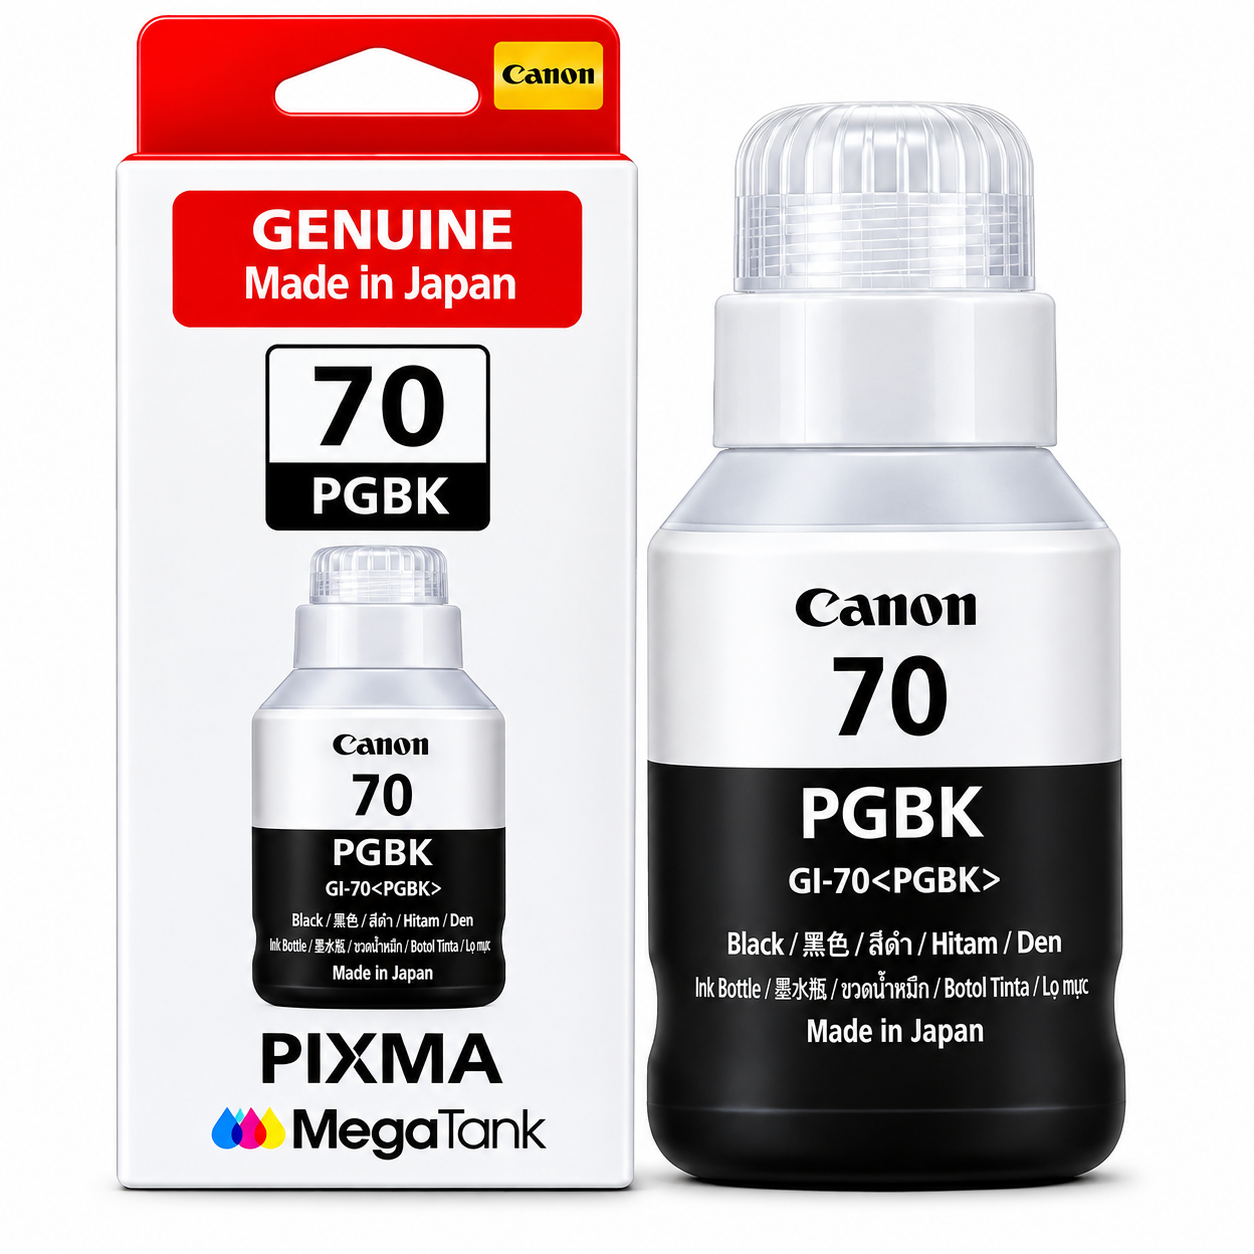 Canon
GENUINE
Made in Japan
70
PGBK
Canon
70
PGBK
GI-70<PGBK>
Black / 黑色 / สีดำ / Hitam / Den
Ink Bottle / 墨水瓶 / ขวดน้ำหมึก / Botol Tinta / Lọ mực
Made in Japan
PIXMA
MegaTank
Canon
70
PGBK
GI-70<PGBK>
Black / 黑色 / สีดำ / Hitam / Den
Ink Bottle / 墨水瓶 / ขวดน้ำหมึก / Botol Tinta / Lọ mực
Made in Japan